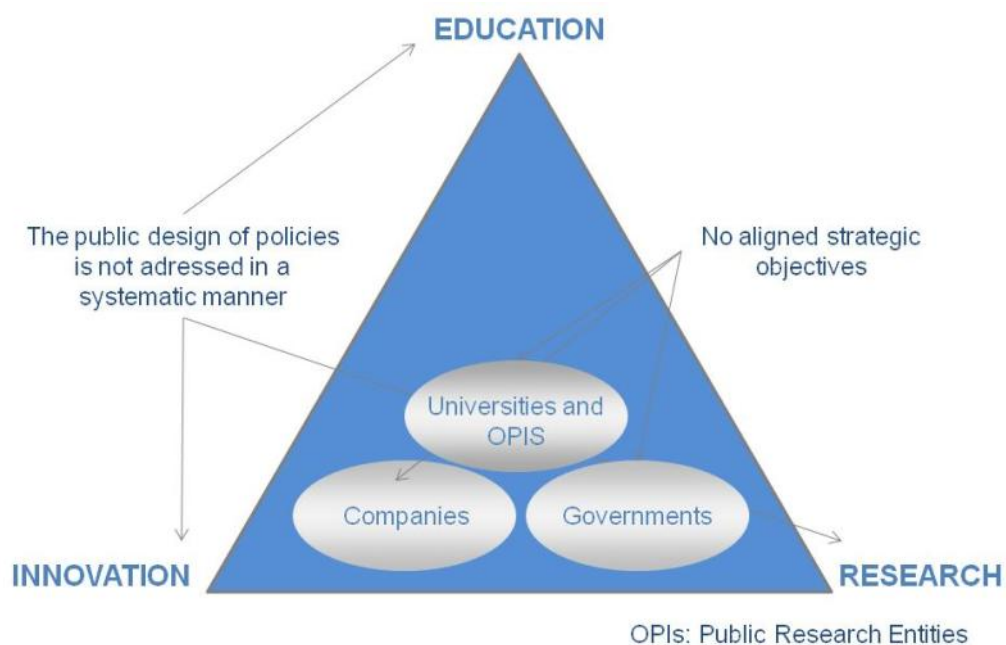 EDUCATION
The public design of policies
is not adressed in a
systematic manner
No aligned strategic
objectives
Universities and
OPIS
Companies
Governments
INNOVATION
RESEARCH
OPIs: Public Research Entities